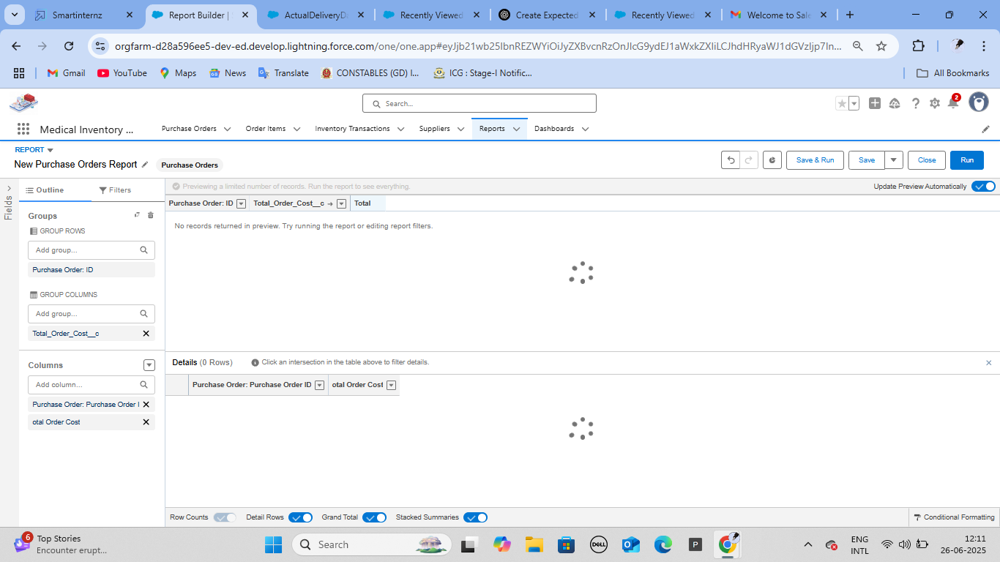 Smartinternz
Report Builder | S
ActualDeliveryDa
Recently Viewed
Create Expected
Recently Viewed
Welcome to Sale
orgfarm-d28a596ee5-dev-ed.develop.lightning.force.com/one/one.app#eyJjb21wb25lbnREZWYiOiJyZXBvcnRzOnJlcG9ydEJ1aWxkZXIiLCJhdHRyaWJ1dGVzIjp7In...
Gmail
YouTube
Maps
News
Translate
CONSTABLES (GD) I...
ICG : Stage-I Notific...
All Bookmarks
Search...
2
Medical Inventory ...
Purchase Orders
Order Items
Inventory Transactions
Suppliers
Reports
Dashboards
REPORT
New Purchase Orders Report
Purchase Orders
Save & Run
Save
Close
Run
Fields
Outline
Filters
Previewing a limited number of records. Run the report to see everything.
Update Preview Automatically
Groups
GROUP ROWS
Add group...
Purchase Order: ID
GROUP COLUMNS
Add group...
Total_Order_Cost__c
Columns
Add column...
Purchase Order: Purchase Order I
otal Order Cost
Purchase Order: ID
Total_Order_Cost__c →
Total
No records returned in preview. Try running the report or editing report filters.
Details (0 Rows)
Click an intersection in the table above to filter details.
Purchase Order: Purchase Order ID
otal Order Cost
Row Counts
Detail Rows
Grand Total
Stacked Summaries
Conditional Formatting
6
Top Stories
Encounter erupt...
Search
DELL
P
ENG
INTL
12:11
26-06-2025